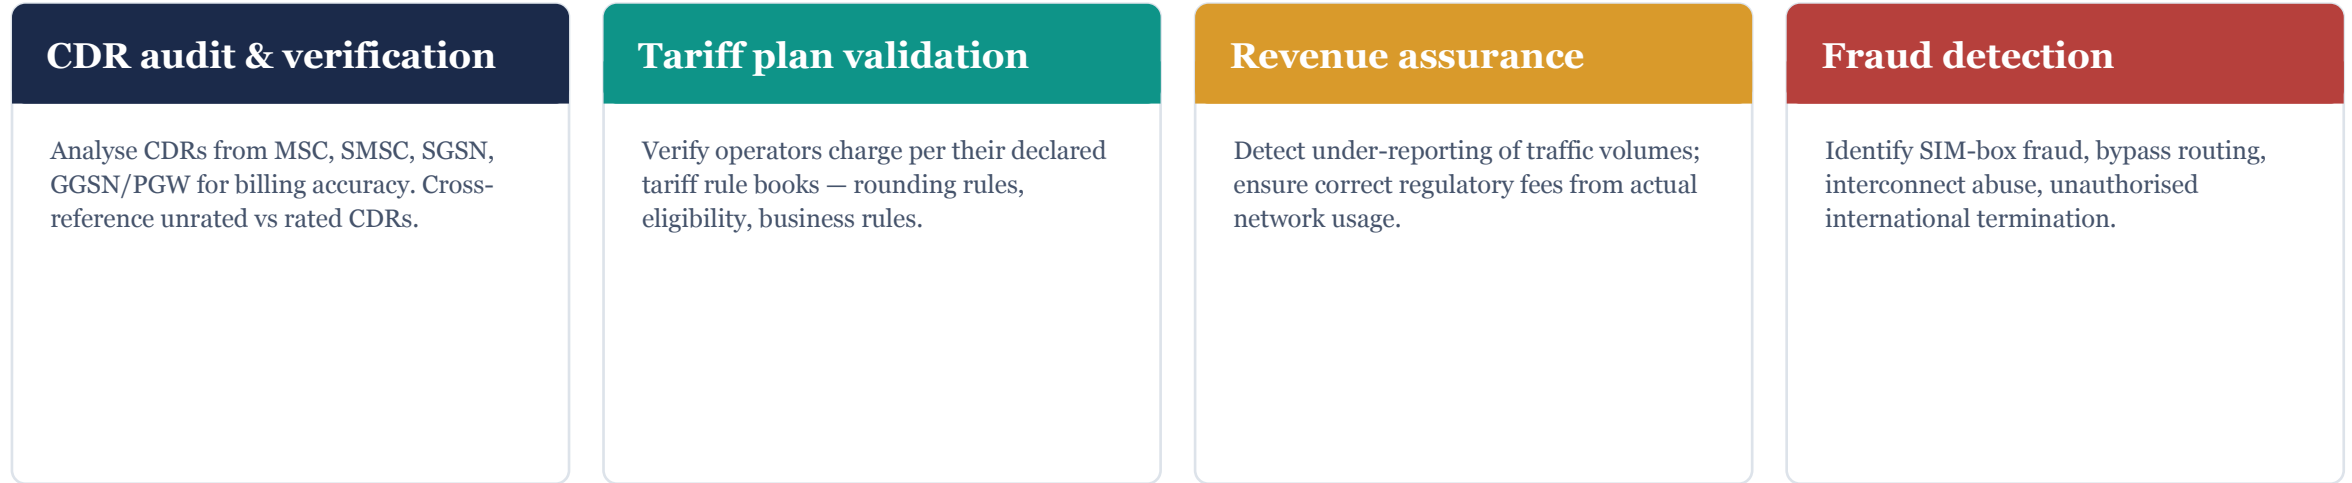 CDR audit & verification
Analyse CDRs from MSC, SMSC, SGSN,
GGSN/PGW for billing accuracy. Cross-
reference unrated vs rated CDRs.
Tariff plan validation
Verify operators charge per their declared
tariff rule books — rounding rules,
eligibility, business rules.
Revenue assurance
Detect under-reporting of traffic volumes;
ensure correct regulatory fees from actual
network usage.
Fraud detection
Identify SIM-box fraud, bypass routing,
interconnect abuse, unauthorised
international termination.